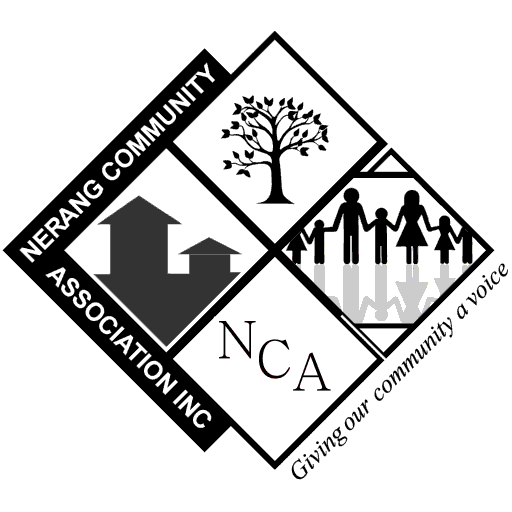 NERANG COMMUNITY
ASSOCIATION INC
NCA
Giving our community a voice